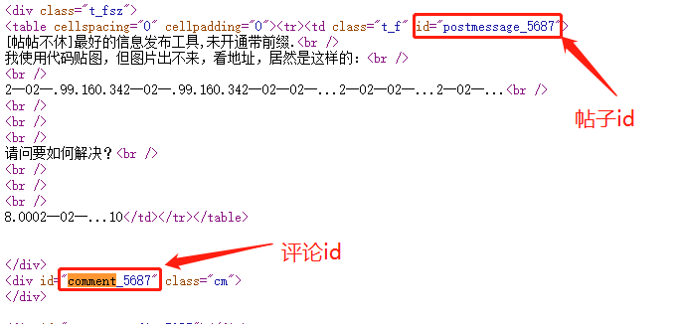 <div class="t_fsz">
<table cellspacing="0" cellpadding="0"><tr><td class="t_f" id="postmessage_5687">
[帖帖不休]最好的信息发布工具,未开通带前缀.<br />
我使用代码贴图，但图片出不来，看地址，居然是这样的：<br />
<br />
2—02—.99.160.342—02—.99.160.342—02—2—02—...2—02—02—...2—02—...<br />
<br />
<br />
<br />
请问要如何解决？<br />
<br />
<br />
<br />
8.0002—02—...10</td></tr></table>
帖子id
</div>
评论id
<div id="comment_5687" class="cm">
</div>